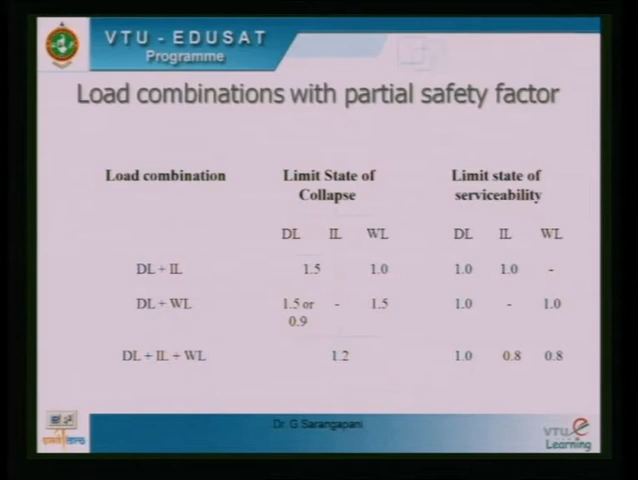 VTU - EDUSAT
Programme
Load combinations with partial safety factor
Load combination Limit State of Collapse Limit state of serviceability
DL IL WL DL IL WL
DL + IL 1.5 1.0 1.0 1.0 -
DL + WL 1.5 or 0.9 - 1.5 1.0 - 1.0
DL + IL + WL 1.2 1.0 0.8 0.8
Dr. G Sarangapani
VTU e
Learning